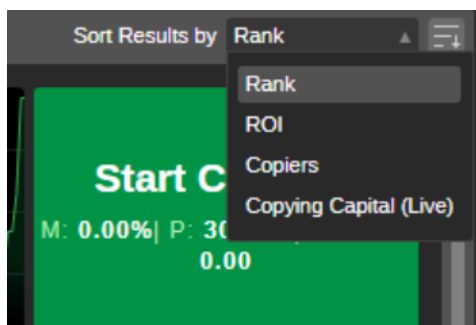 Sort Results by Rank
Rank
ROI
Copiers
Copying Capital (Live)
Start C
M: 0.00%| P: 30
0.00